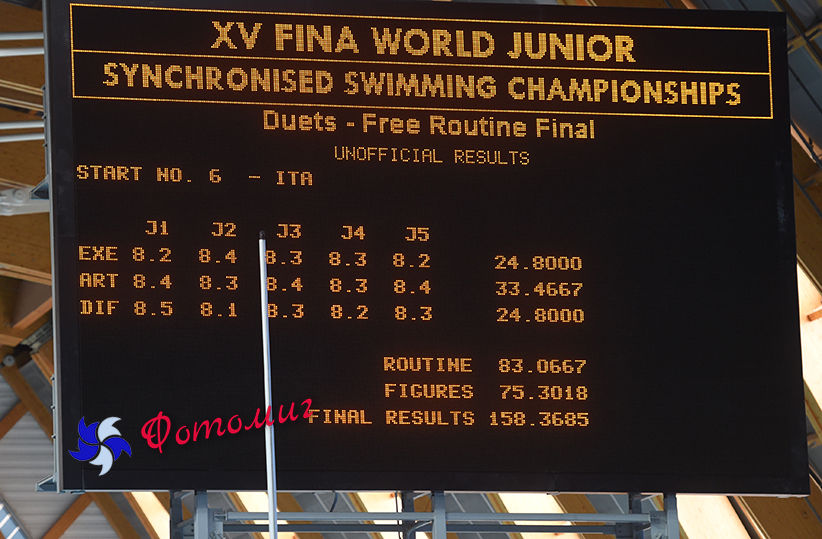 XV FINA WORLD JUNIOR
SYNCHRONISED SWIMMING CHAMPIONSHIPS
Duets - Free Routine Final
UNOFFICIAL RESULTS
START NO. 6 - ITA
J1 J2 J3 J4 J5
EXE 8.2 8.4 8.3 8.3 8.2 24.8000
ART 8.4 8.3 8.4 8.3 8.4 33.4667
DIF 8.5 8.1 8.3 8.2 8.3 24.8000
ROUTINE 83.0667
FIGURES 75.3018
FINAL RESULTS 158.3685
Фотомиг